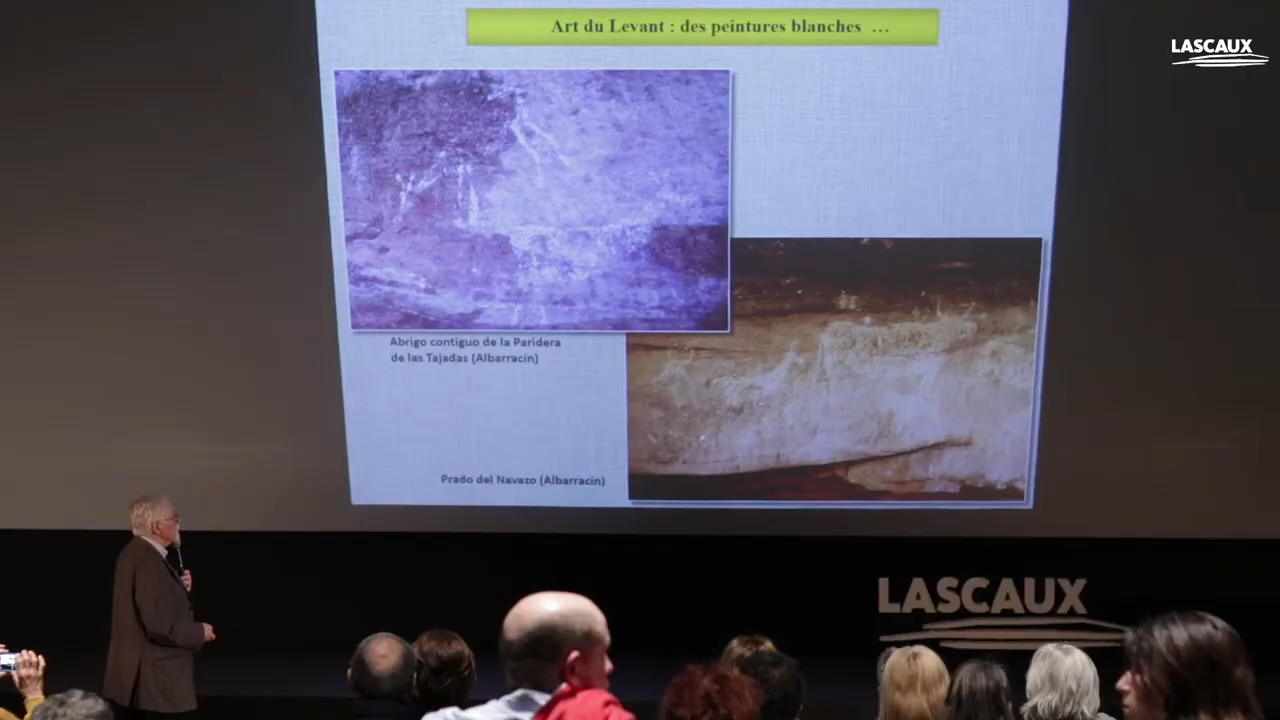 Art du Levant : des peintures blanches …
LASCAUX
Abrigo contiguo de la Paridera
de las Tajadas (Albarracín)
Prado del Navazo (Albarracín)
LASCAUX